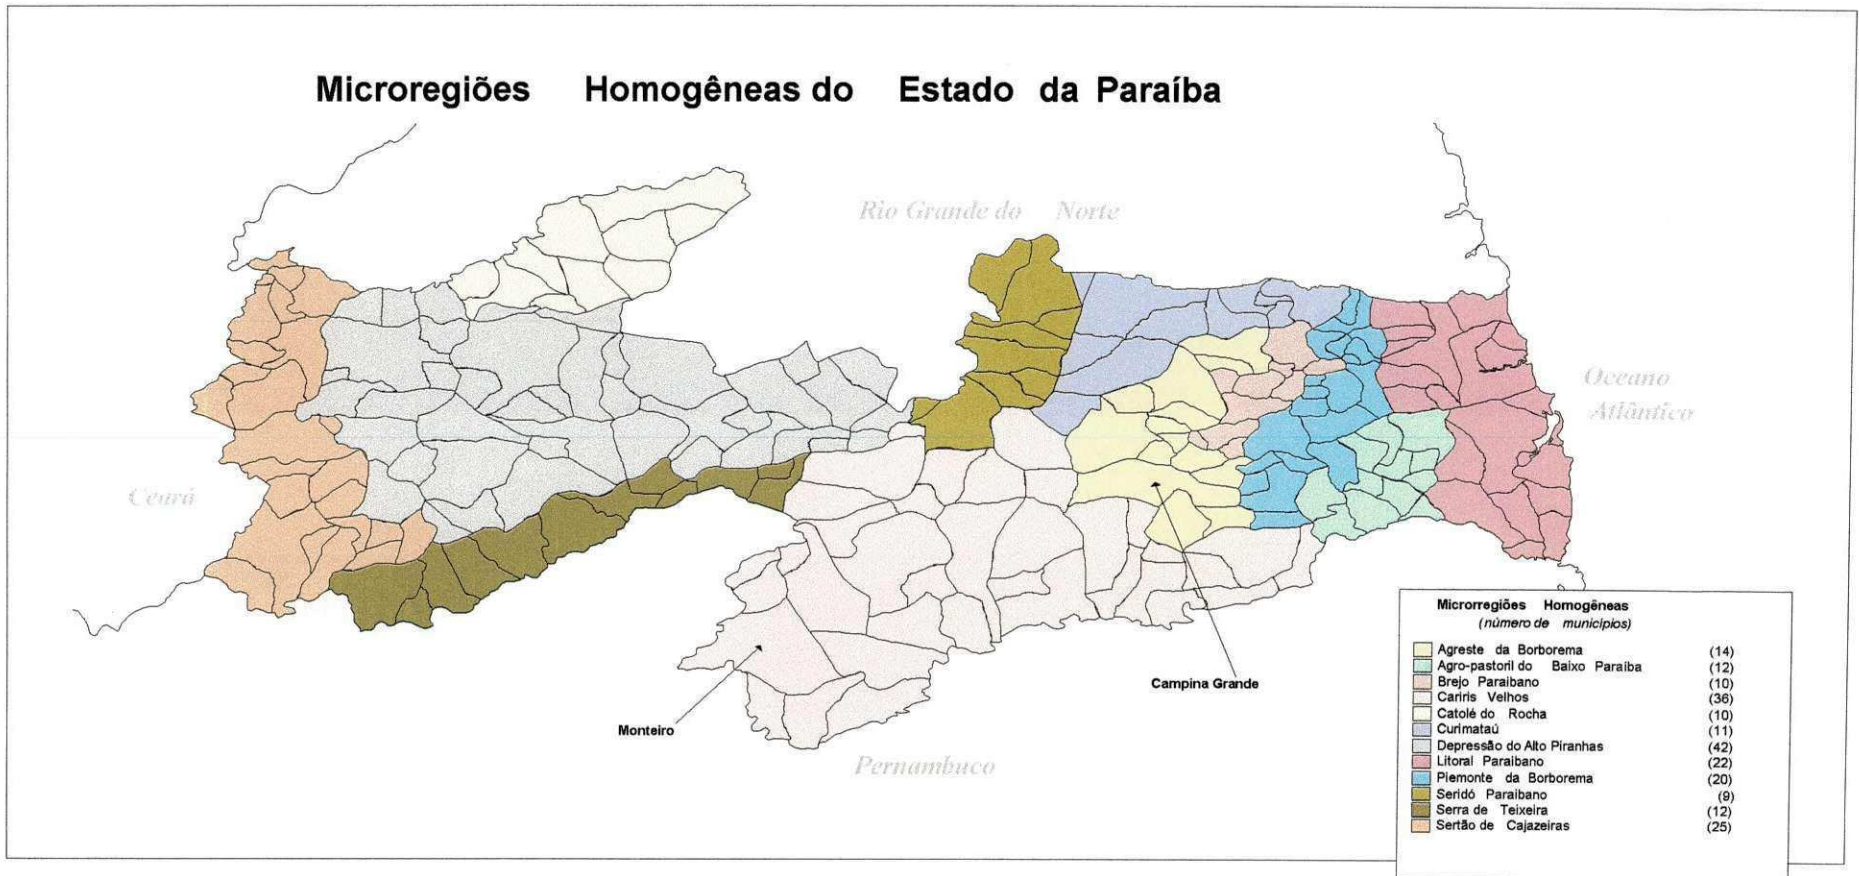 Microregiões Homogêneas do Estado da Paraíba
Rio Grande do Norte
Oceano
Atlântico
Ceará
Campina Grande
Monteiro
Pernambuco
Microrregiões Homogêneas
(número de municípios)
Agreste da Borborema (14)
Agro-pastoril do Baixo Paraíba (12)
Brejo Paraibano (10)
Cariris Velhos (36)
Catolé do Rocha (10)
Curimataú (11)
Depressão do Alto Piranhas (42)
Litoral Paraibano (22)
Piemonte da Borborema (20)
Seridó Paraibano (9)
Serra de Teixeira (12)
Sertão de Cajazeiras (25)